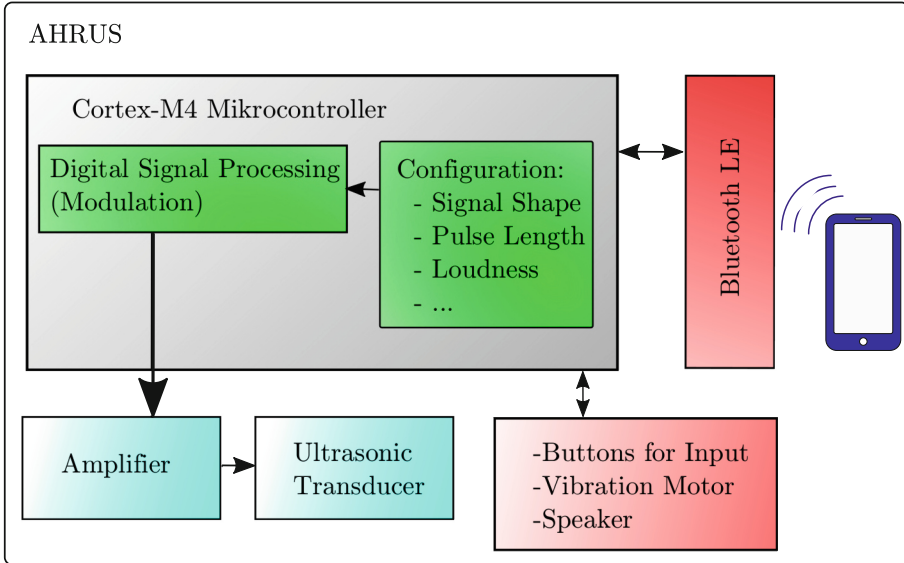 AHRUS
Cortex-M4 Mikrocontroller
Digital Signal Processing
(Modulation)
Configuration:
- Signal Shape
- Pulse Length
- Loudness
- ...
Bluetooth LE
Amplifier
Ultrasonic
Transducer
-Buttons for Input
-Vibration Motor
-Speaker